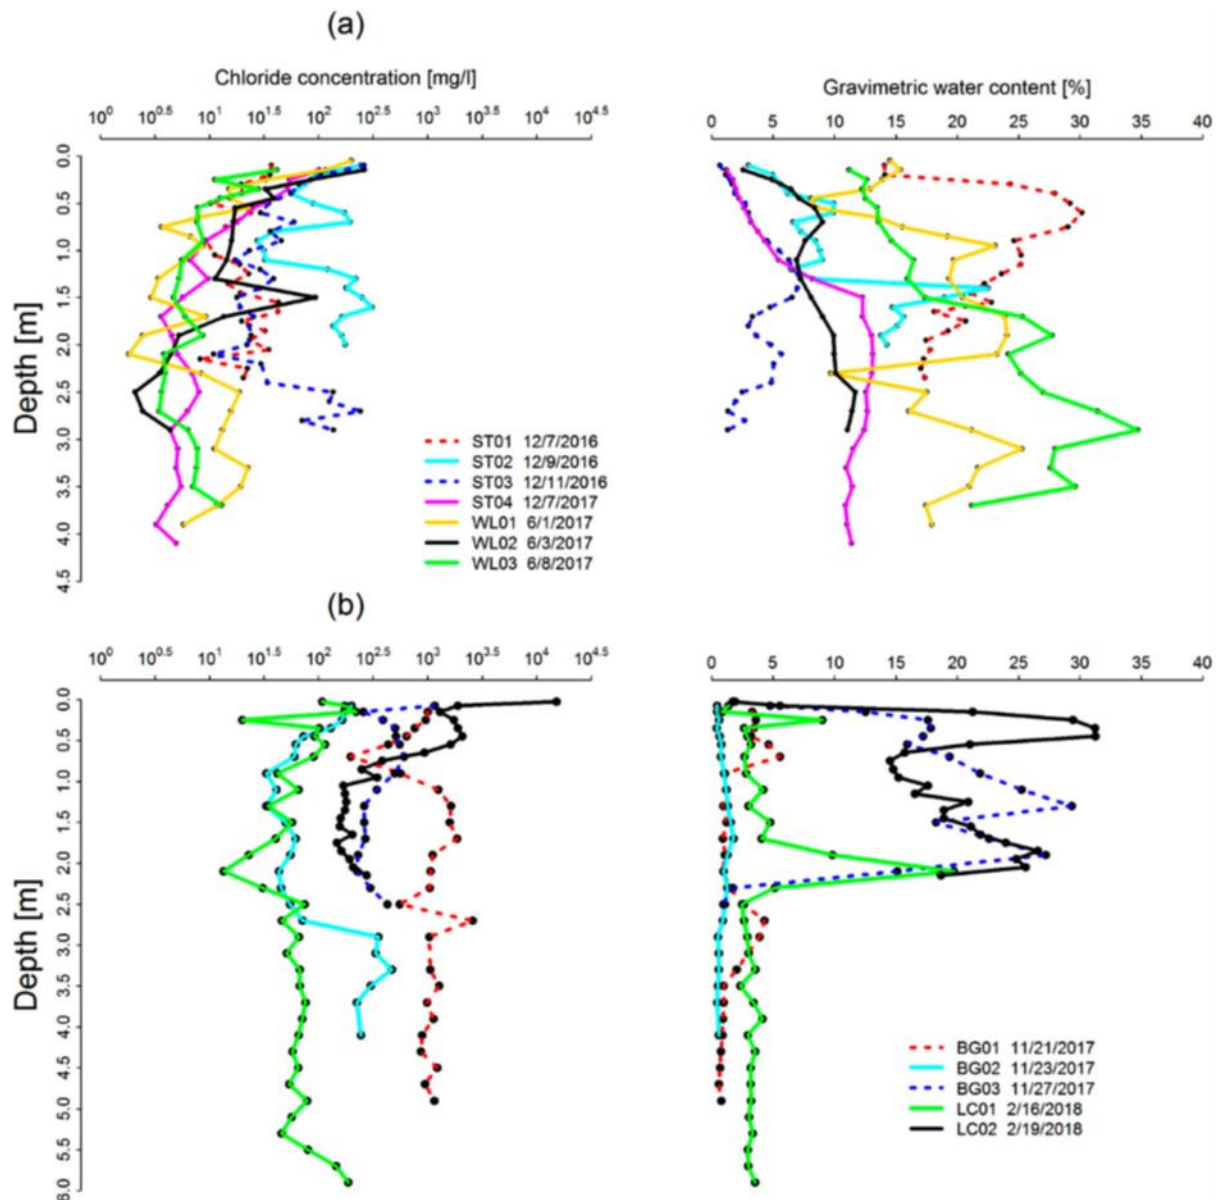 (a)
Chloride concentration [mg/l]
Gravimetric water content [%]
10^0 10^0.5 10^1 10^1.5 10^2 10^2.5 10^3 10^3.5 10^4 10^4.5
0 5 10 15 20 25 30 35 40
Depth [m]
0.0
0.5
1.0
1.5
2.0
2.5
3.0
3.5
4.0
4.5
ST01 12/7/2016
ST02 12/9/2016
ST03 12/11/2016
ST04 12/7/2017
WL01 6/1/2017
WL02 6/3/2017
WL03 6/8/2017
(b)
10^0 10^0.5 10^1 10^1.5 10^2 10^2.5 10^3 10^3.5 10^4 10^4.5
0 5 10 15 20 25 30 35 40
Depth [m]
0.0
0.5
1.0
1.5
2.0
2.5
3.0
3.5
4.0
4.5
5.0
5.5
6.0
BG01 11/21/2017
BG02 11/23/2017
BG03 11/27/2017
LC01 2/16/2018
LC02 2/19/2018